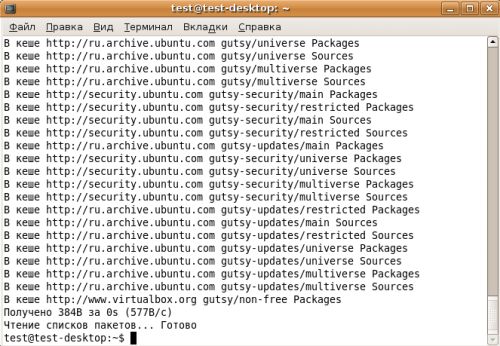 test@test-desktop: ~
Файл Правка Вид Терминал Вкладки Справка
В кеше http://ru.archive.ubuntu.com gutsy/universe Packages
В кеше http://ru.archive.ubuntu.com gutsy/universe Sources
В кеше http://ru.archive.ubuntu.com gutsy/multiverse Packages
В кеше http://ru.archive.ubuntu.com gutsy/multiverse Sources
В кеше http://security.ubuntu.com gutsy-security/main Packages
В кеше http://security.ubuntu.com gutsy-security/restricted Packages
В кеше http://security.ubuntu.com gutsy-security/main Sources
В кеше http://security.ubuntu.com gutsy-security/restricted Sources
В кеше http://ru.archive.ubuntu.com gutsy-updates/main Packages
В кеше http://security.ubuntu.com gutsy-security/universe Packages
В кеше http://security.ubuntu.com gutsy-security/universe Sources
В кеше http://security.ubuntu.com gutsy-security/multiverse Packages
В кеше http://security.ubuntu.com gutsy-security/multiverse Sources
В кеше http://ru.archive.ubuntu.com gutsy-updates/restricted Packages
В кеше http://ru.archive.ubuntu.com gutsy-updates/main Sources
В кеше http://ru.archive.ubuntu.com gutsy-updates/restricted Sources
В кеше http://ru.archive.ubuntu.com gutsy-updates/universe Packages
В кеше http://ru.archive.ubuntu.com gutsy-updates/universe Sources
В кеше http://ru.archive.ubuntu.com gutsy-updates/multiverse Packages
В кеше http://ru.archive.ubuntu.com gutsy-updates/multiverse Sources
В кеше http://www.virtualbox.org gutsy/non-free Packages
Получено 384B за 0s (577B/c)
Чтение списков пакетов... Готово
test@test-desktop:~$